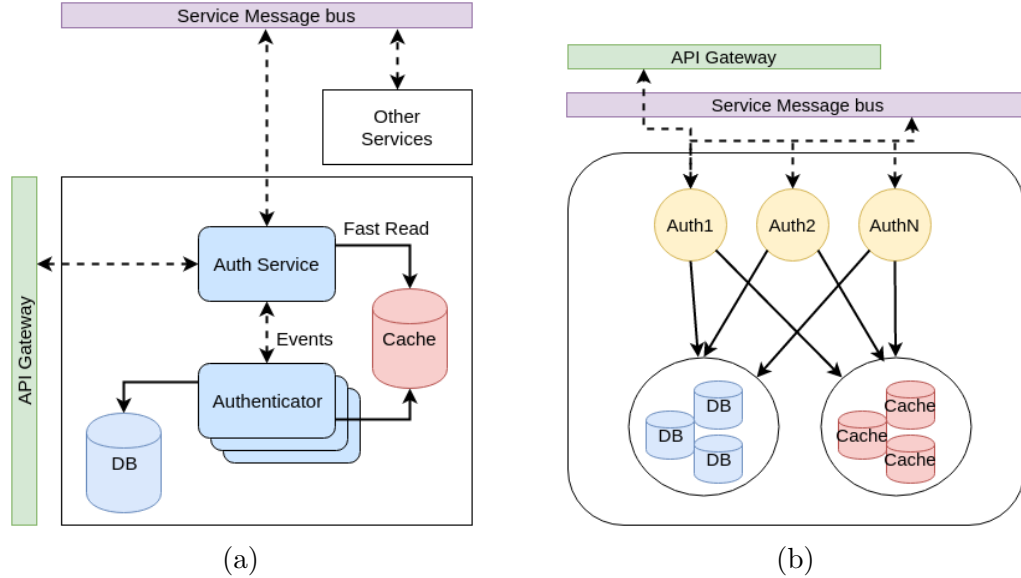 Service Message bus
Other
Services
API Gateway
Auth Service
Fast Read
Events
Cache
Authenticator
DB
(a)
API Gateway
Service Message bus
Auth1
Auth2
AuthN
DB
DB
DB
Cache
Cache
Cache
(b)